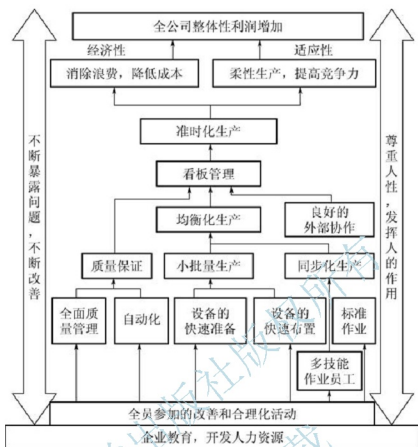 全公司整体性利润增加
经济性
适应性
消除浪费，降低成本
柔性生产，提高竞争力
准时化生产
看板管理
均衡化生产
良好的
外部协作
质量保证
小批量生产
同步化生产
全面质
量管理
自动化
设备的
快速准备
设备的
快速布置
标准
作业
多技能
作业员工
全员参加的改善和合理化活动
企业教育，开发人力资源
不断暴露问题，不断改善
尊重人性，发挥人的作用
出版社版权所有